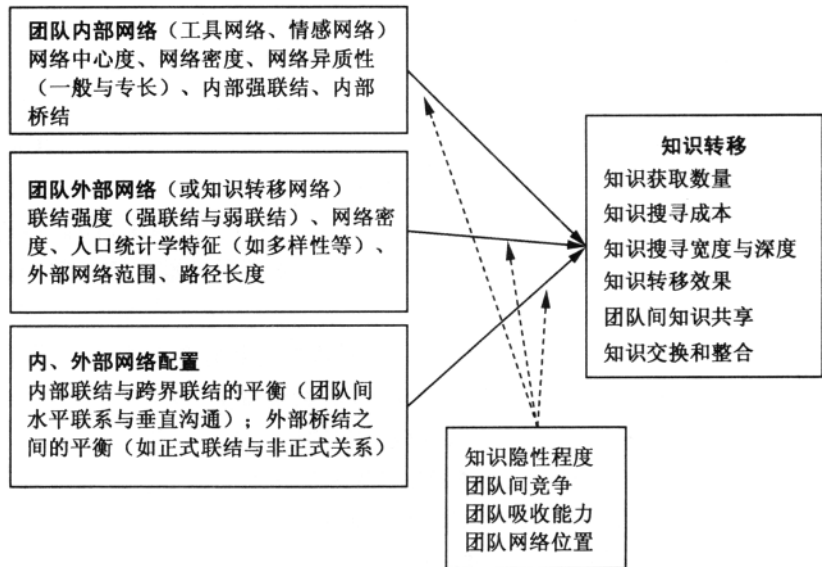 团队内部网络（工具网络、情感网络）
网络中心度、网络密度、网络异质性
（一般与专长）、内部强联结、内部
桥结
团队外部网络（或知识转移网络）
联结强度（强联结与弱联结）、网络密
度、人口统计学特征（如多样性等）、
外部网络范围、路径长度
内、外部网络配置
内部联结与跨界联结的平衡（团队间
水平联系与垂直沟通）；外部桥结之
间的平衡（如正式联结与非正式关系）
知识转移
知识获取数量
知识搜寻成本
知识搜寻宽度与深度
知识转移效果
团队间知识共享
知识交换和整合
知识隐性程度
团队间竞争
团队吸收能力
团队网络位置